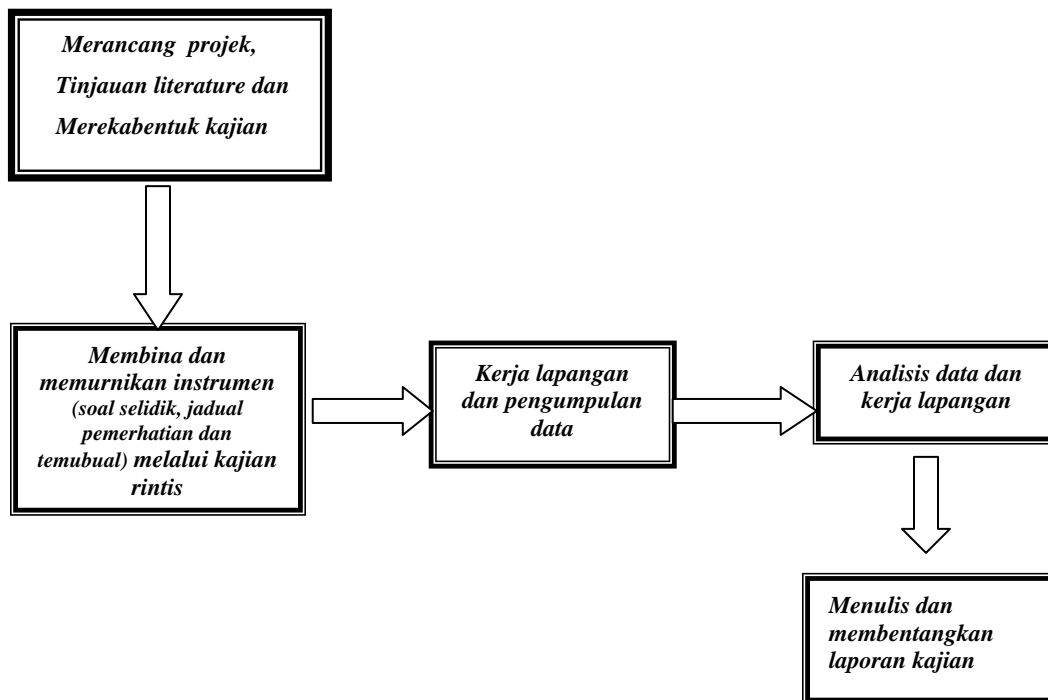 Merancang projek,
Tinjauan literature dan
Merekabentuk kajian
Membina dan
memurnikan instrumen
(soal selidik, jadual
pemerhatian dan
temubual) melalui kajian
rintis
Kerja lapangan
dan pengumpulan
data
Analisis data dan
kerja lapangan
Menulis dan
membentangkan
laporan kajian